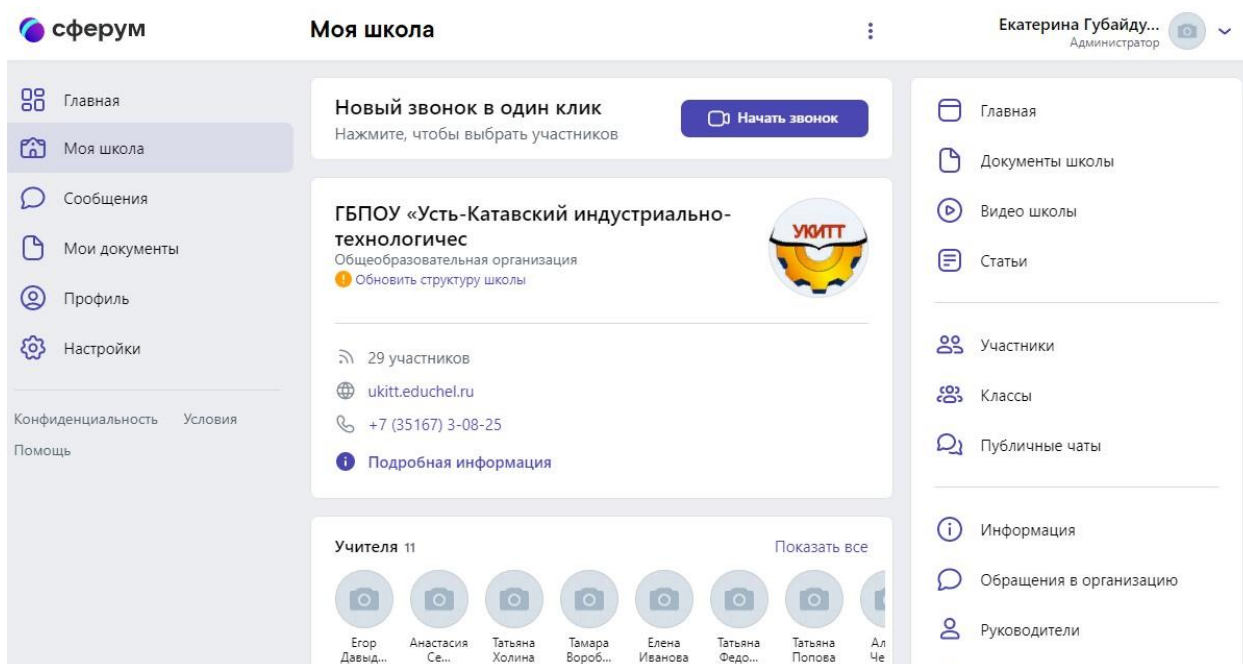 сферум
Моя школа
Екатерина Губайду...
Администратор
Главная
Моя школа
Сообщения
Мои документы
Профиль
Настройки
Конфиденциальность Условия
Помощь
Новый звонок в один клик
Нажмите, чтобы выбрать участников
Начать звонок
ГБПОУ «Усть-Катавский индустриально-
технологичес
Общеобразовательная организация
Обновить структуру школы
УКИТТ
29 участников
ukitt.educhel.ru
+7 (35167) 3-08-25
Подробная информация
Учителя 11
Показать все
Егор
Давыд...
Анастасия
Се...
Татьяна
Холина
Тамара
Вороб...
Елена
Иванова
Татьяна
Федо...
Татьяна
Попова
Ал
Че
Главная
Документы школы
Видео школы
Статьи
Участники
Классы
Публичные чаты
Информация
Обращения в организацию
Руководители